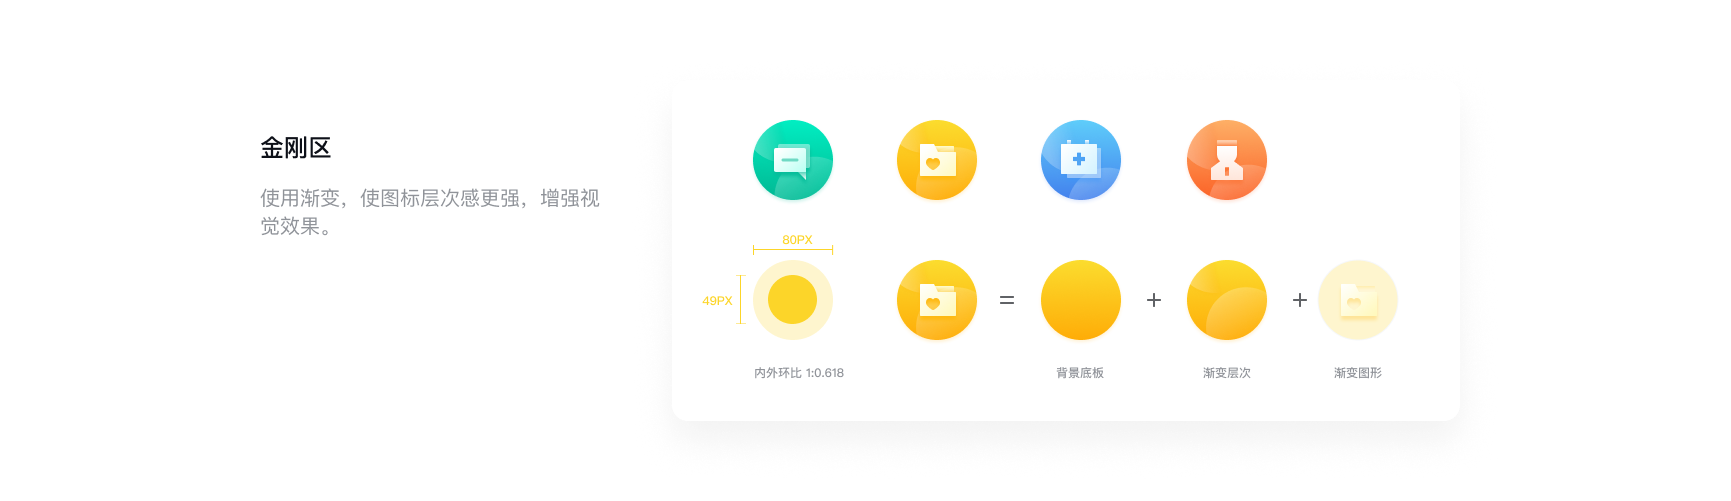 金刚区
使用渐变，使图标层次感更强，增强视
觉效果。
80PX
49PX
内外环比 1:0.618
背景底板
渐变层次
渐变图形